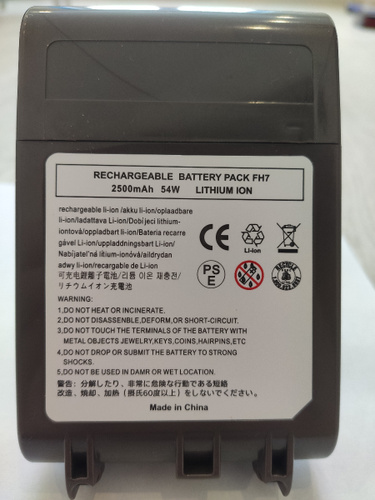 RECHARGEABLE BATTERY PACK FH7
2500mAh 54W LITHIUM ION
rechargeable li-ion /akku li-ion/oplaadbare
li-ion/ladattava Li-ion/Dobíjecí lithium-
iontová/oppladbart li-ion/Bateria recarre
gável Li-ion/uppladdningsbart Li-ion/
Nabíjateľná lítium-iónová/aildrydan
adwy li-ion/recargable de Li-ion
可充电锂離子電池/리튬 이온 재충전/
リチウムイオン充電池
CE
Li-ion
PS
E
WARNING:
1,DO NOT HEAT OR INCINERATE.
2,DO NOT DISASSEMBLE,DEFORM,OR SHORT-CIRCUIT.
3,DO NOT TOUCH THE TERMINALS OF THE BATTERY WITH
METAL OBJECTS JEWELRY,KEYS,COINS,HAIRPINS,ETC
4,DO NOT DROP OR SUBMIT THE BATTERY TO STRONG
SHOCKS.
5,DO NOT BE USED IN DAMR OR WET LOCATION.
警告：分解したり、非常に危険な行動である短絡
改造、焼却、加熱（摂氏60度以上）をしないでください。
Made in China